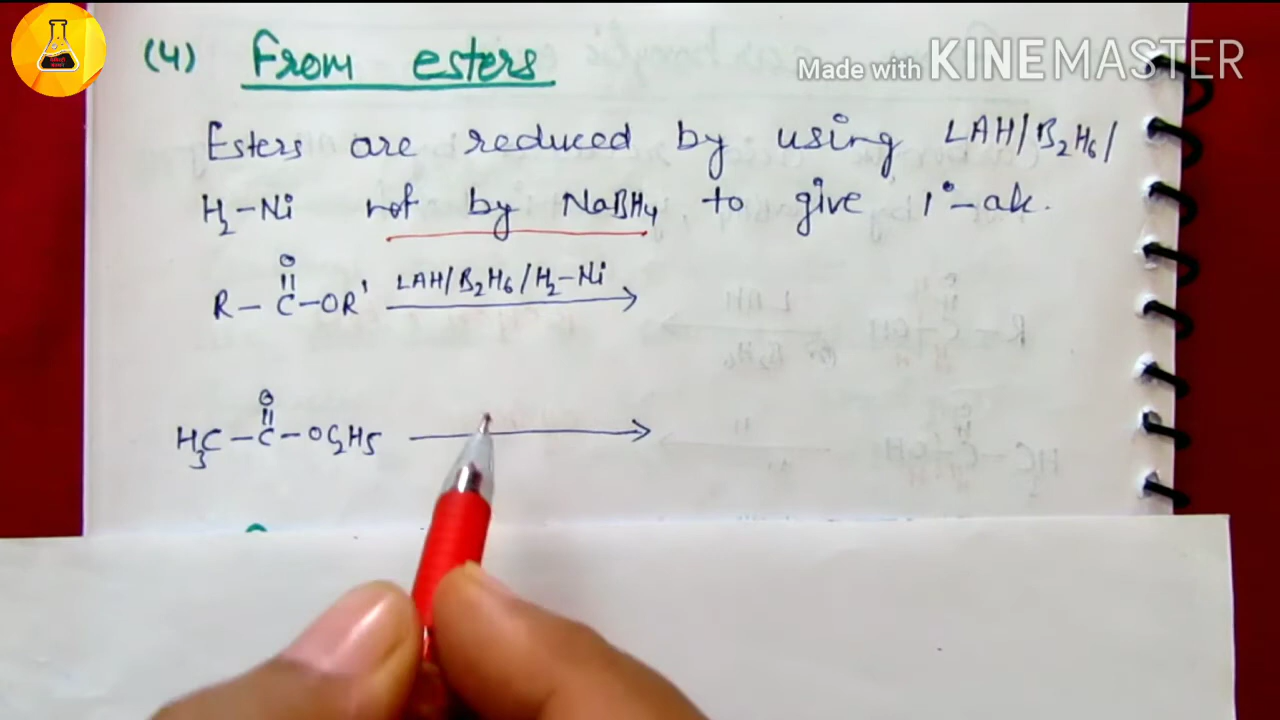 (4) From esters
Made with KINEMASTER
Esters are reduced by using LAH/B2H6/
H2-Ni not by NaBH4 to give 1°-alc.
O
R-C-OR' LAH/B2H6/H2-Ni
O
H3C-C-OC2H5